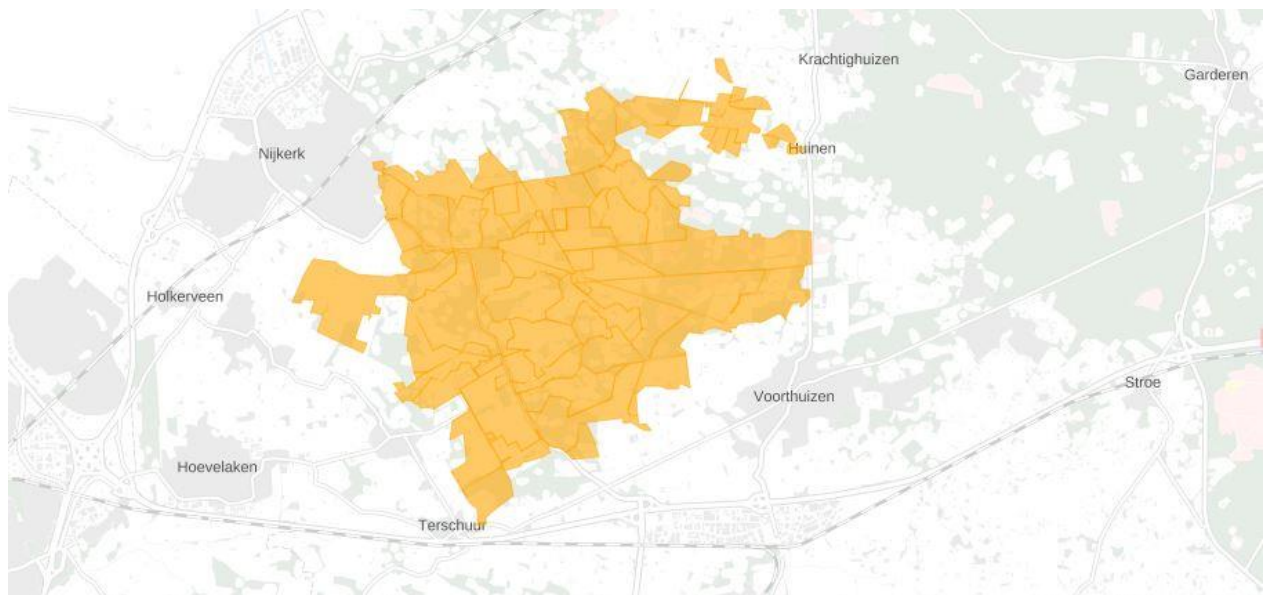 Krachtighuizen
Garderen
Nijkerk
Huinen
Holkerveen
Stroe
Voorthuizen
Hoevelaken
Terschuur